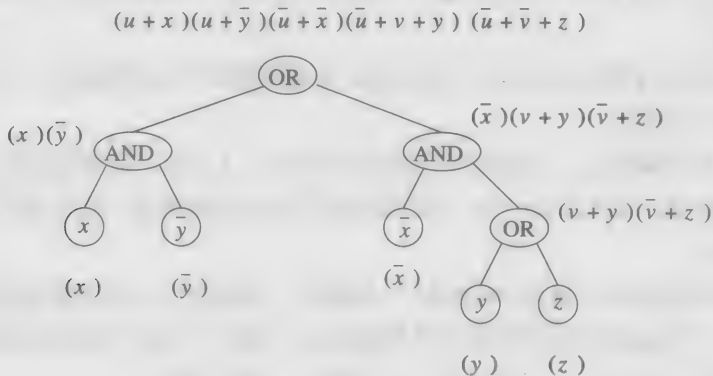 (u + x)(u + y̅)(u̅ + x̅)(u̅ + v + y) (u̅ + v̅ + z)
OR
(x)(y̅)
(x̅)(v + y)(v̅ + z)
AND
AND
x
y̅
x̅
OR
(v + y)(v̅ + z)
(x)
(y̅)
(x̅)
y
z
(y)
(z)